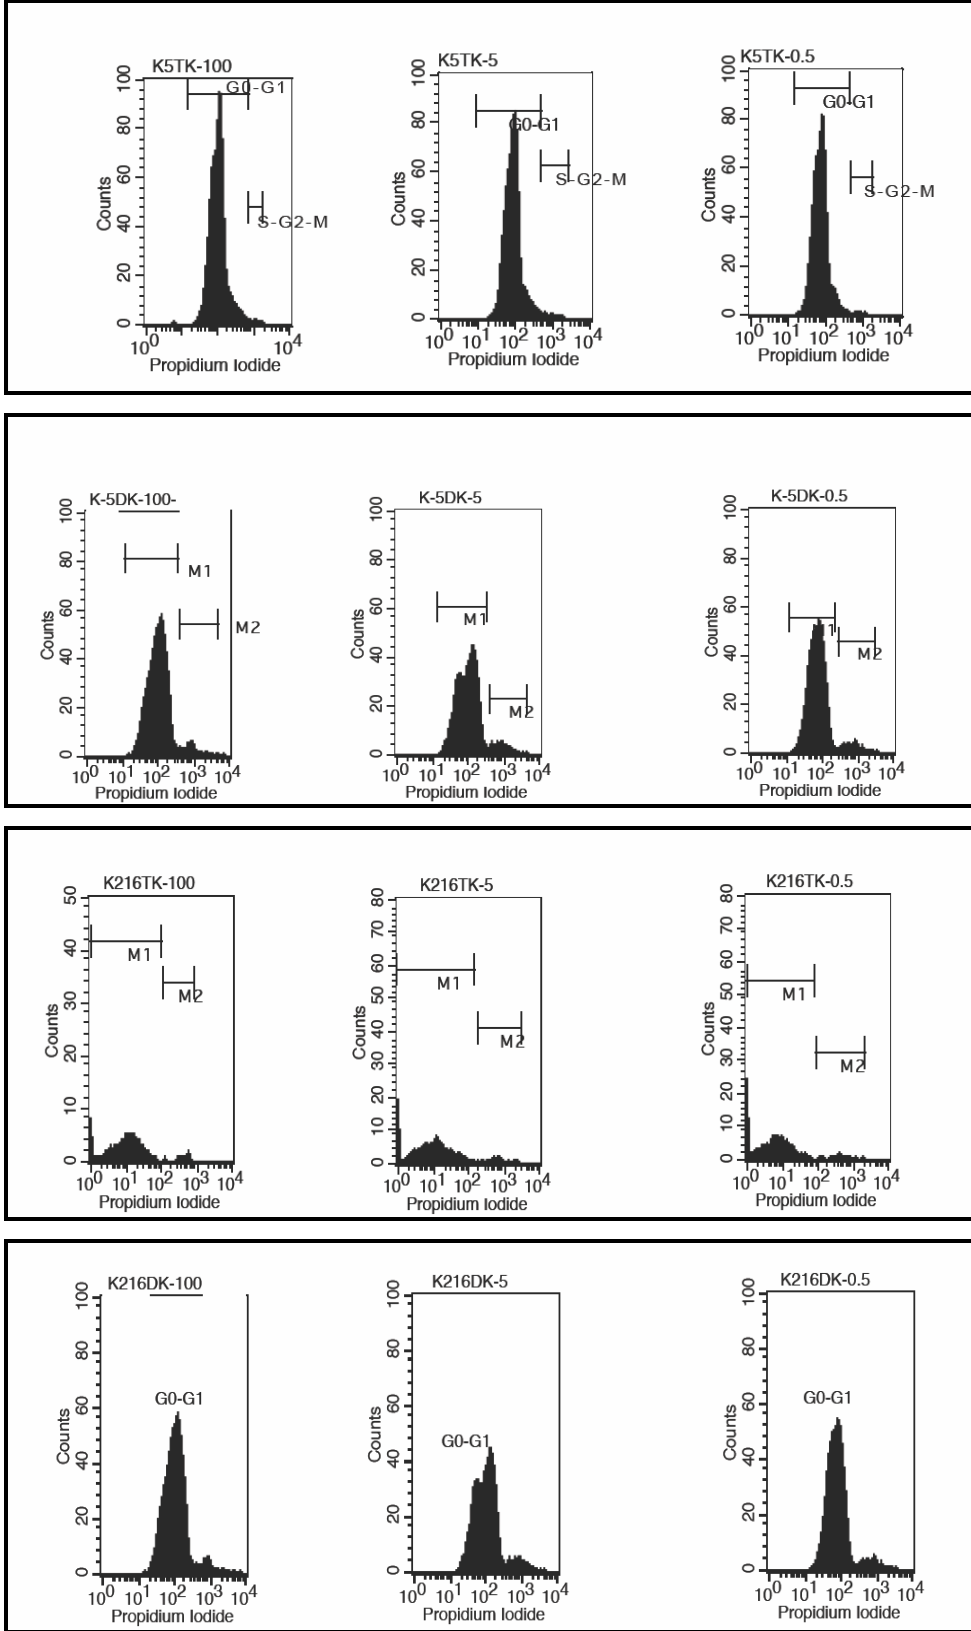 K5TK-100
100
80
60
40
20
0
Counts
G0-G1
S-G2-M
10^0 10^4
Propidium Iodide
K5TK-5
100
80
60
40
20
0
Counts
G0-G1
S-G2-M
10^0 10^1 10^2 10^3 10^4
Propidium Iodide
K5TK-0.5
100
80
60
40
20
0
Counts
G0-G1
S-G2-M
10^0 10^1 10^2 10^3 10^4
Propidium Iodide
K-5DK-100-
100
80
60
40
20
0
Counts
M1
M2
10^0 10^1 10^2 10^3 10^4
Propidium Iodide
K-5DK-5
100
80
60
40
20
0
Counts
M1
M2
10^0 10^1 10^2 10^3 10^4
Propidium Iodide
K-5DK-0.5
100
80
60
40
20
0
Counts
1
M2
10^0 10^1 10^2 10^3 10^4
Propidium Iodide
K216TK-100
50
40
30
20
10
0
Counts
M1
M2
10^0 10^1 10^2 10^3 10^4
Propidium Iodide
K216TK-5
80
70
60
50
40
30
20
10
0
Counts
M1
M2
10^0 10^1 10^2 10^3 10^4
Propidium Iodide
K216TK-0.5
80
70
60
50
40
30
20
10
0
Counts
M1
M2
10^0 10^1 10^2 10^3 10^4
Propidium Iodide
K216DK-100
100
80
60
40
20
0
Counts
G0-G1
10^0 10^1 10^2 10^3 10^4
Propidium Iodide
K216DK-5
100
80
60
40
20
0
Counts
G0-G1
10^0 10^1 10^2 10^3 10^4
Propidium Iodide
K216DK-0.5
100
80
60
40
20
0
Counts
G0-G1
10^0 10^1 10^2 10^3 10^4
Propidium Iodide